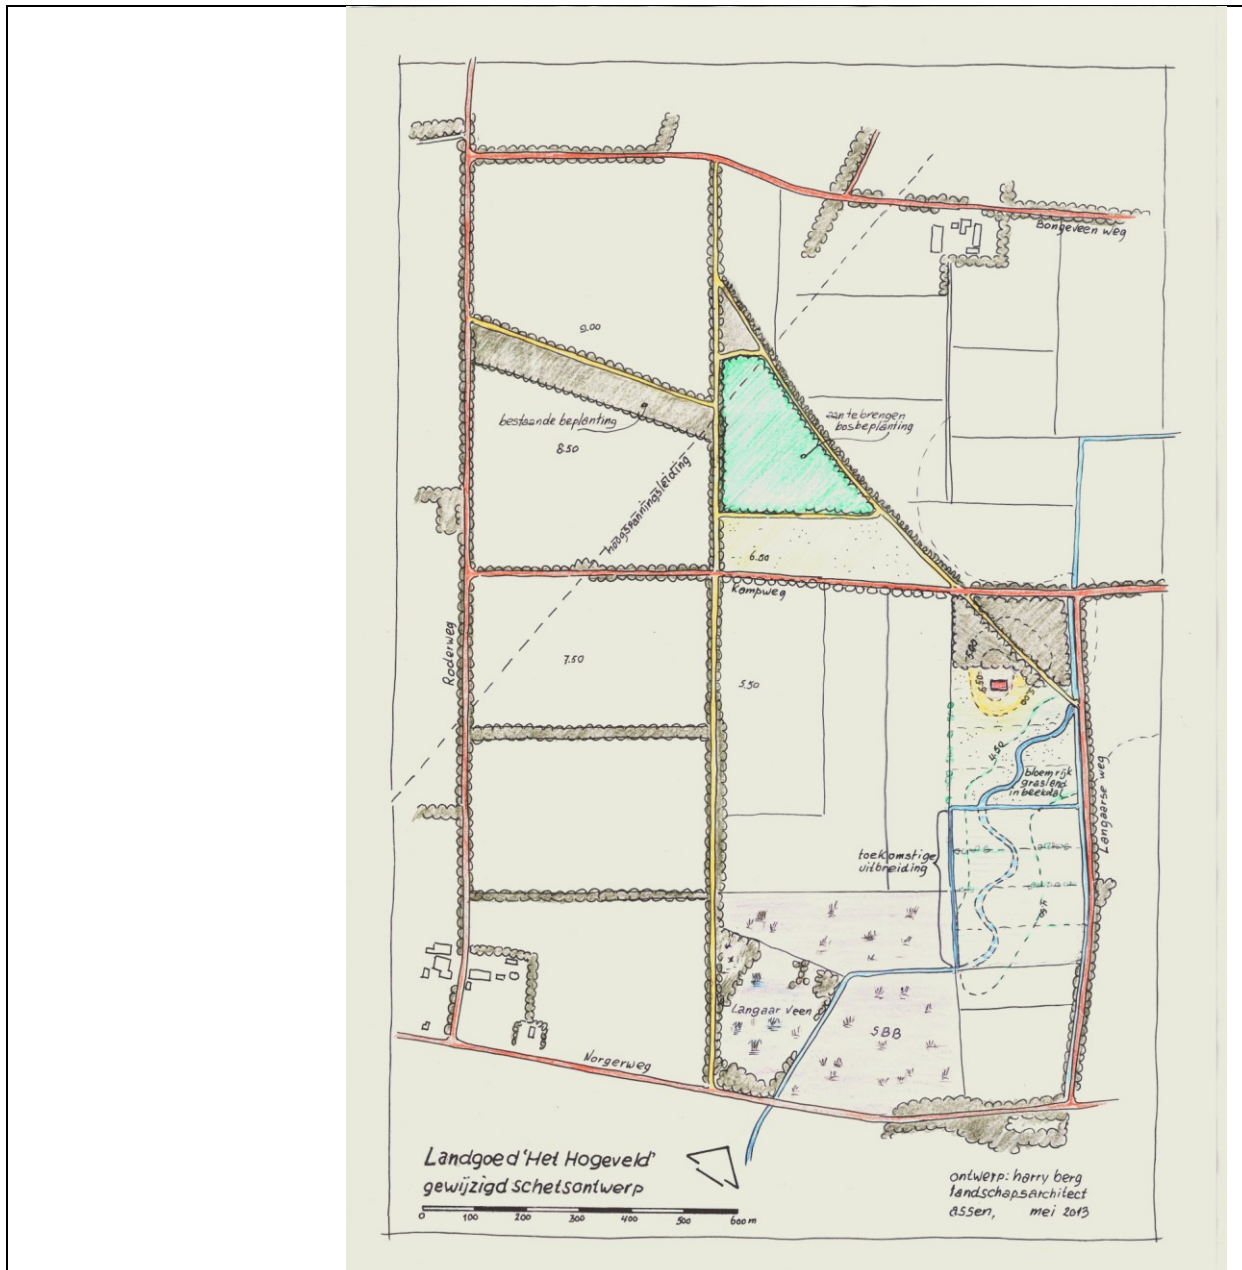 Bongeveen weg
9.00
bestaande beplanting
8.50
aan te brengen
bosbeplanting
hoogspanningsleiding
6.50
Kampweg
Roderweg
7.50
5.50
5.00
4.50
bloemrijk
grasland
in beekdal
Langaarse weg
toekomstige
uitbreiding
Langaar veen
SBB
Norgerweg
Landgoed 'Het Hogeveld'
gewijzigd schetsontwerp
0 100 200 300 400 500 600 m
ontwerp: harry berg
landschapsarchitect
assen, mei 2013